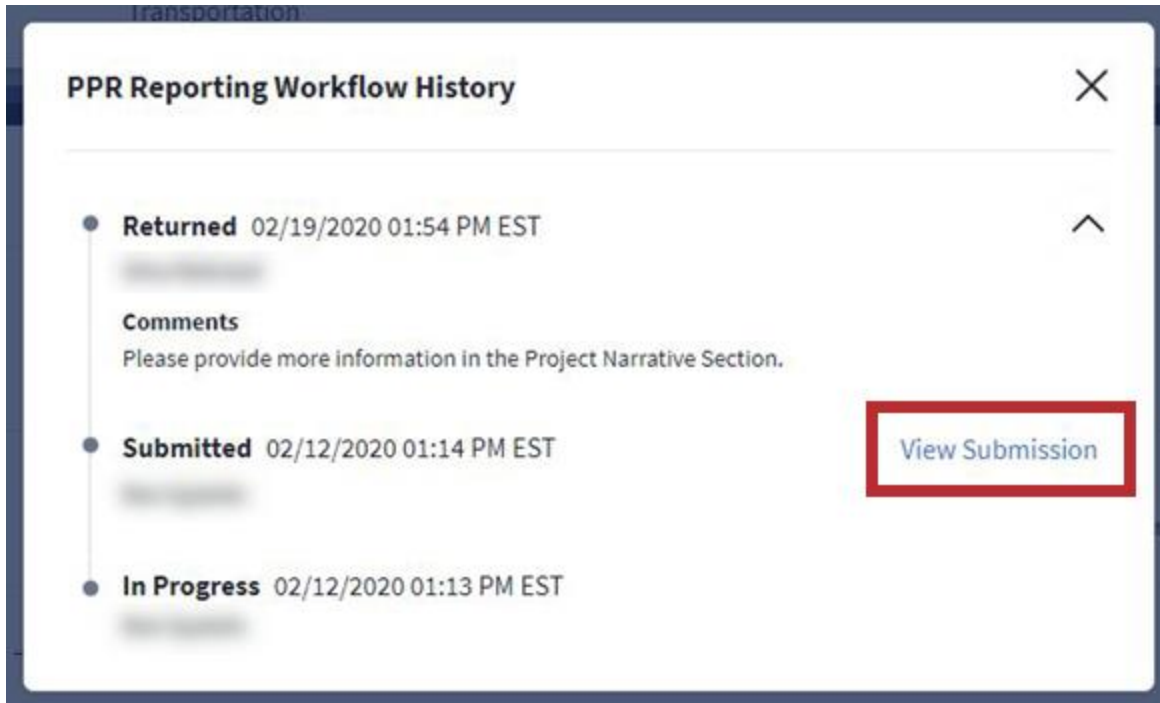 Transportation
PPR Reporting Workflow History
Returned 02/19/2020 01:54 PM EST
Comments
Please provide more information in the Project Narrative Section.
Submitted 02/12/2020 01:14 PM EST
View Submission
In Progress 02/12/2020 01:13 PM EST